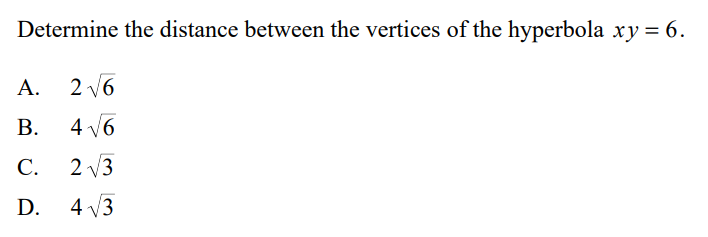 Determine the distance between the vertices of the hyperbola xy = 6.
A. 2√6
B. 4√6
C. 2√3
D. 4√3